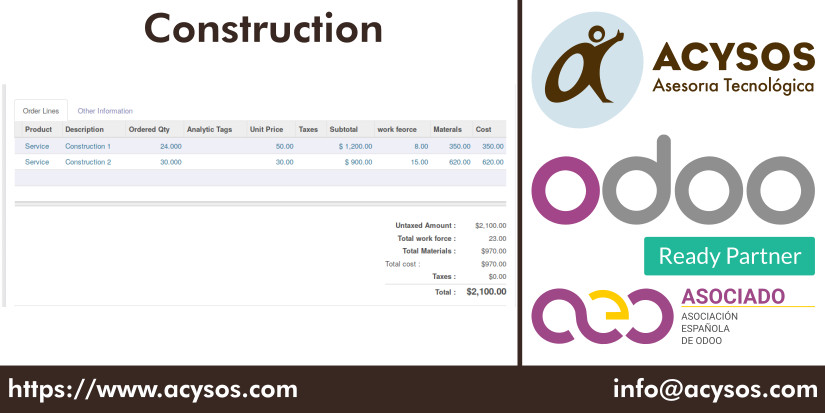 Construction
Order Lines Other Information
Product Description Ordered Qty Analytic Tags Unit Price Taxes Subtotal work feorce Materals Cost
Service Construction 1 24.000 50.00 $ 1,200.00 8.00 350.00 350.00
Service Construction 2 30.000 30.00 $ 900.00 15.00 620.00 620.00
Untaxed Amount : $2,100.00
Total work force : 23.00
Total Materials : $970.00
Total cost : $970.00
Taxes : $0.00
Total : $2,100.00
ACYSOS
Asesoría Tecnológica
odoo
Ready Partner
aeo ASOCIADO
ASOCIACIÓN
ESPAÑOLA
DE ODOO
https://www.acysos.com
info@acysos.com